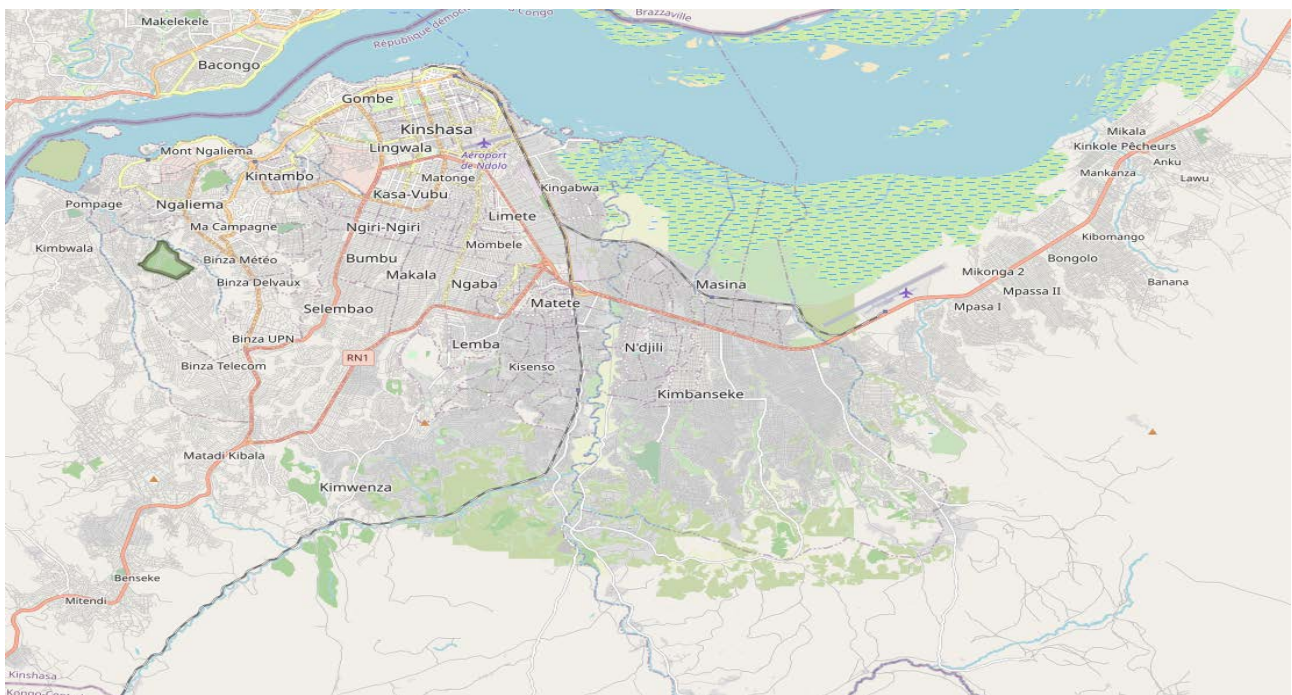 Makelekele
Brazzaville
République démoc
u Congo
Bacongo
Gombe
Kinshasa
Lingwala
Aéroport
de Ndolo
Mont Ngaliema
Kintambo
Matonge
Kingabwa
Mikala
Kinkole Pêcheurs
Anku
Mankanza
Lawu
Pompage
Ngaliema
Kasa-Vubu
Limete
Ma Campagne
Ngiri-Ngiri
Kimbwala
Mombele
Kibomango
Binza Météo
Bumbu
Bongolo
Makala
Mikonga 2
Binza Delvaux
Ngaba
Masina
Mpassa II
Banana
Selembao
Matete
Mpasa I
Binza UPN
Lemba
N'djili
RN1
Binza Telecom
Kisenso
Kimbanseke
Matadi Kibala
Kimwenza
Benseke
Mitendi
Kinshasa